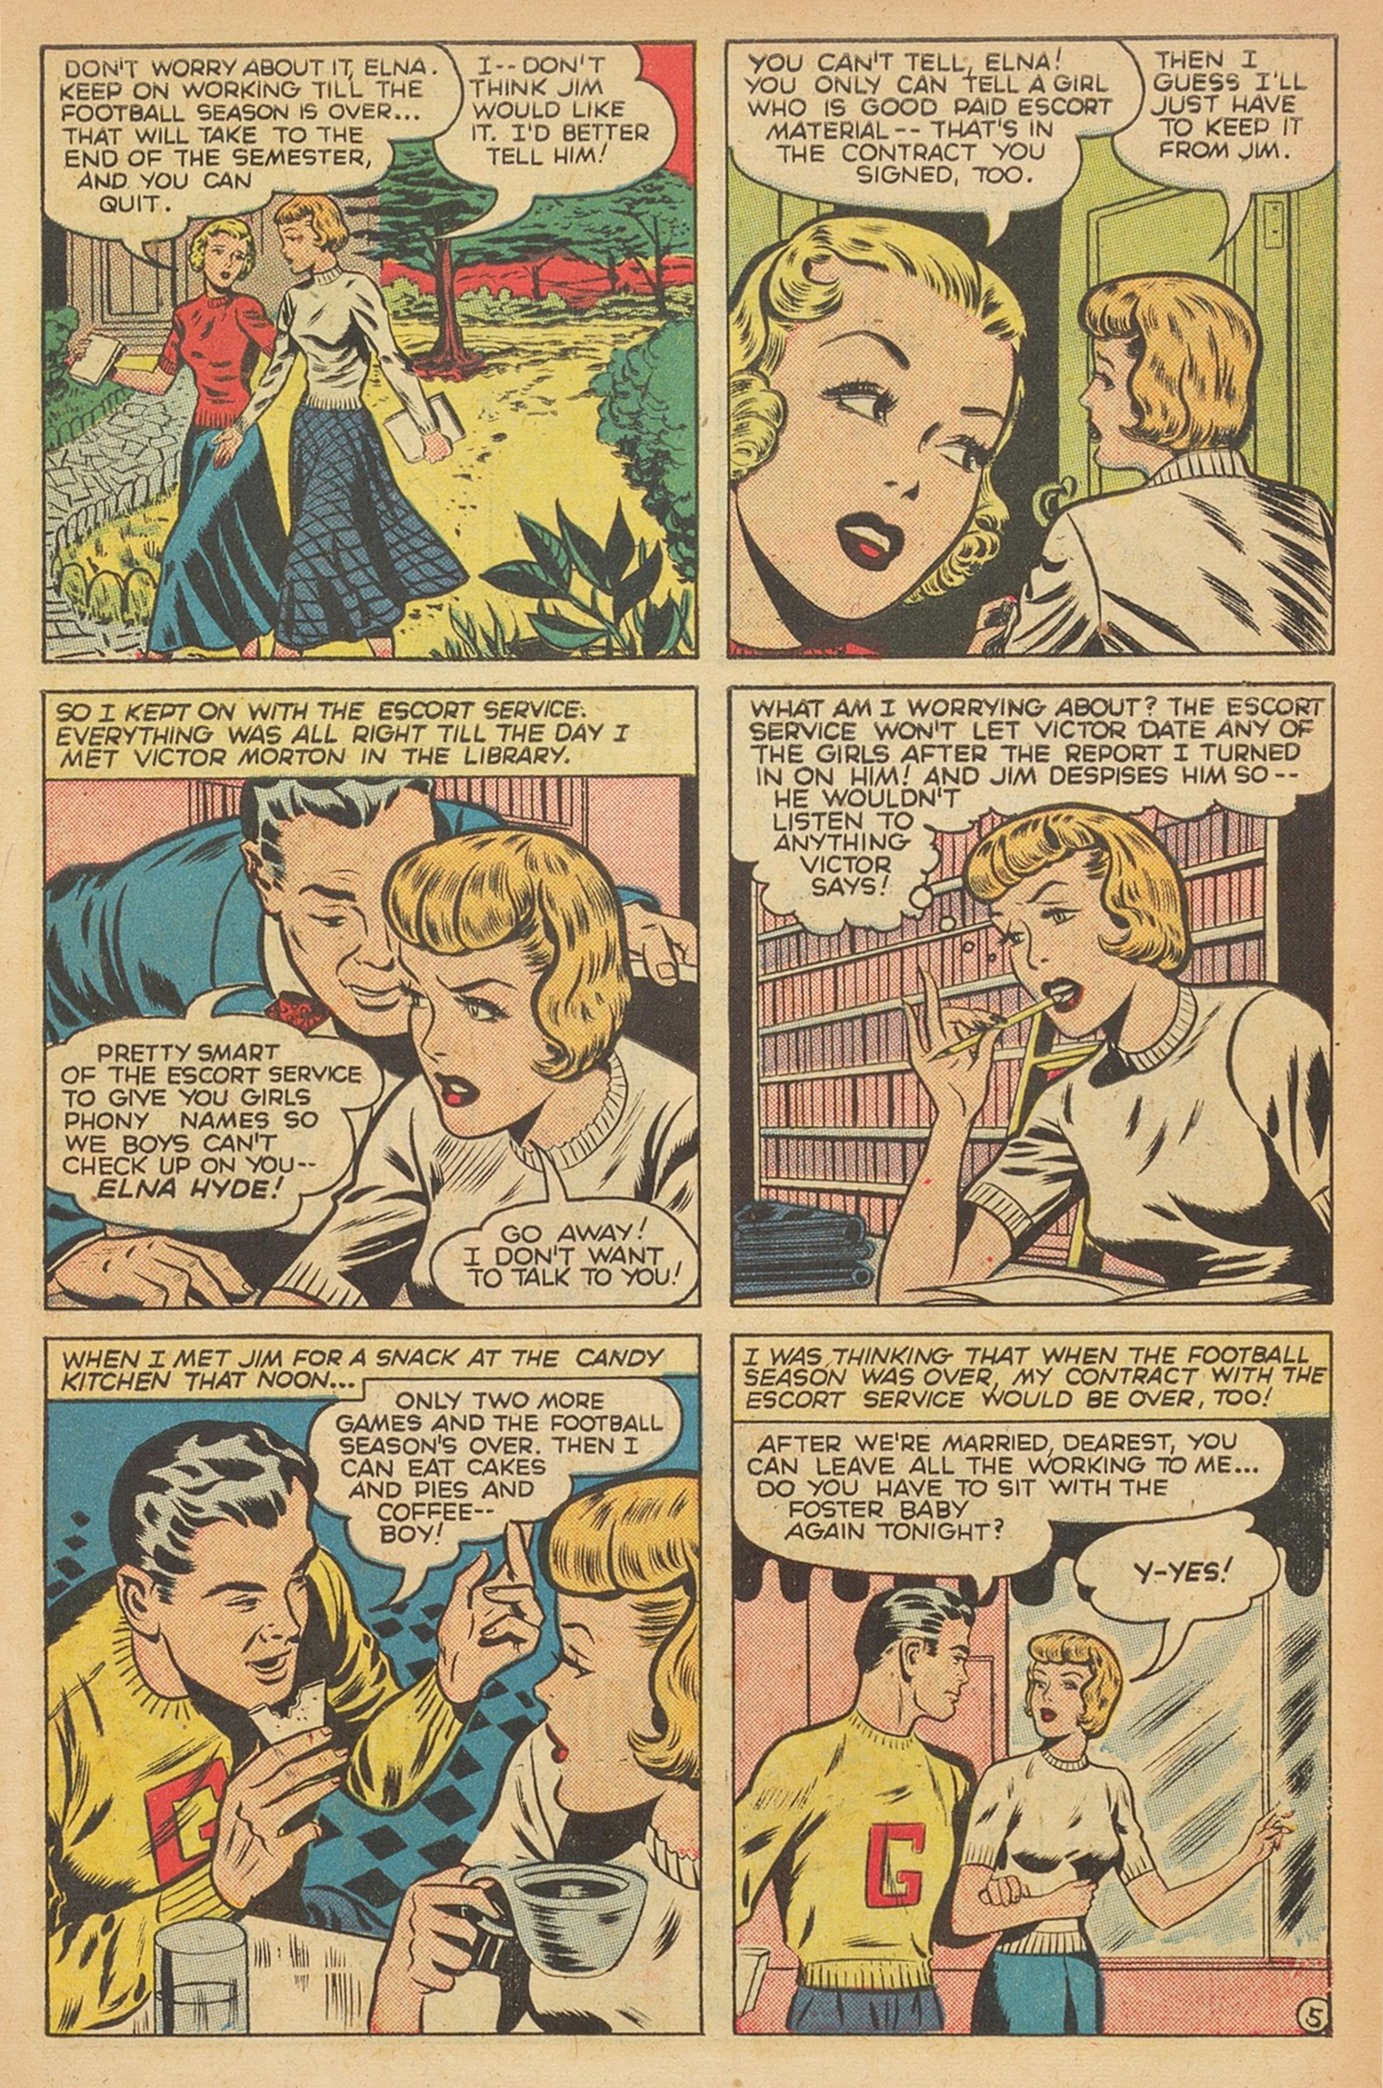 DON'T WORRY ABOUT IT, ELNA.
KEEP ON WORKING TILL THE
FOOTBALL SEASON IS OVER...
THAT WILL TAKE TO THE
END OF THE SEMESTER,
AND YOU CAN
QUIT.
I--DON'T
THINK JIM
WOULD LIKE
IT. I'D BETTER
TELL HIM!
YOU CAN'T TELL, ELNA!
YOU ONLY CAN TELL A GIRL
WHO IS GOOD PAID ESCORT
MATERIAL-- THAT'S IN
THE CONTRACT YOU
SIGNED, TOO.
THEN I
GUESS I'LL
JUST HAVE
TO KEEP IT
FROM JIM.
SO I KEPT ON WITH THE ESCORT SERVICE.
EVERYTHING WAS ALL RIGHT TILL THE DAY I
MET VICTOR MORTON IN THE LIBRARY.
PRETTY SMART
OF THE ESCORT SERVICE
TO GIVE YOU GIRLS
PHONY NAMES SO
WE BOYS CAN'T
CHECK UP ON YOU--
ELNA HYDE!
GO AWAY!
I DON'T WANT
TO TALK TO YOU!
WHAT AM I WORRYING ABOUT? THE ESCORT
SERVICE WON'T LET VICTOR DATE ANY OF
THE GIRLS AFTER THE REPORT I TURNED
IN ON HIM! AND JIM DESPISES HIM SO--
HE WOULDN'T
LISTEN TO
ANYTHING
VICTOR
SAYS!
WHEN I MET JIM FOR A SNACK AT THE CANDY
KITCHEN THAT NOON...
ONLY TWO MORE
GAMES AND THE FOOTBALL
SEASON'S OVER. THEN I
CAN EAT CAKES
AND PIES AND
COFFEE--
BOY!
G
I WAS THINKING THAT WHEN THE FOOTBALL
SEASON WAS OVER, MY CONTRACT WITH THE
ESCORT SERVICE WOULD BE OVER, TOO!
AFTER WE'RE MARRIED, DEAREST, YOU
CAN LEAVE ALL THE WORKING TO ME...
DO YOU HAVE TO SIT WITH THE
FOSTER BABY
AGAIN TONIGHT?
Y-YES!
G
5